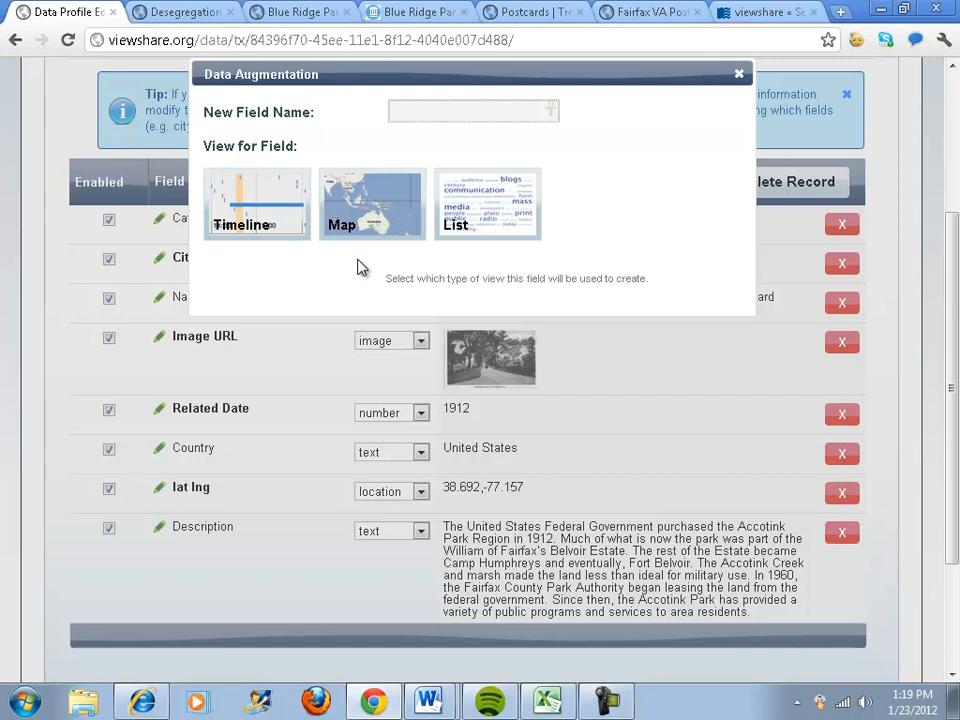 Data Profile Ec
Desegregation
Blue Ridge Par
Blue Ridge Par
Postcards | Tre
Fairfax VA Pos
viewshare « Se
viewshare.org/data/tx/84396f70-45ee-11e1-8f12-4040e007d488/
Data Augmentation
Tip: If y
information
modify t
ing which fields
(e.g. cit
New Field Name:
View for Field:
Timeline
Map
List
Select which type of view this field will be used to create.
Enabled
Field
lete Record
Ca
X
Cit
X
Na
ard
X
Image URL
image
X
Related Date
number
1912
X
Country
text
United States
X
lat lng
location
38.692,-77.157
X
Description
text
The United States Federal Government purchased the Accotink
Park Region in 1912. Much of what is now the park was part of the
William of Fairfax's Belvoir Estate. The rest of the Estate became
Camp Humphreys and eventually, Fort Belvoir. The Accotink Creek
and marsh made the land less than ideal for military use. In 1960,
the Fairfax County Park Authority began leasing the land from the
federal government. Since then, the Accotink Park has provided a
variety of public programs and services to area residents.
X
1:19 PM
1/23/2012